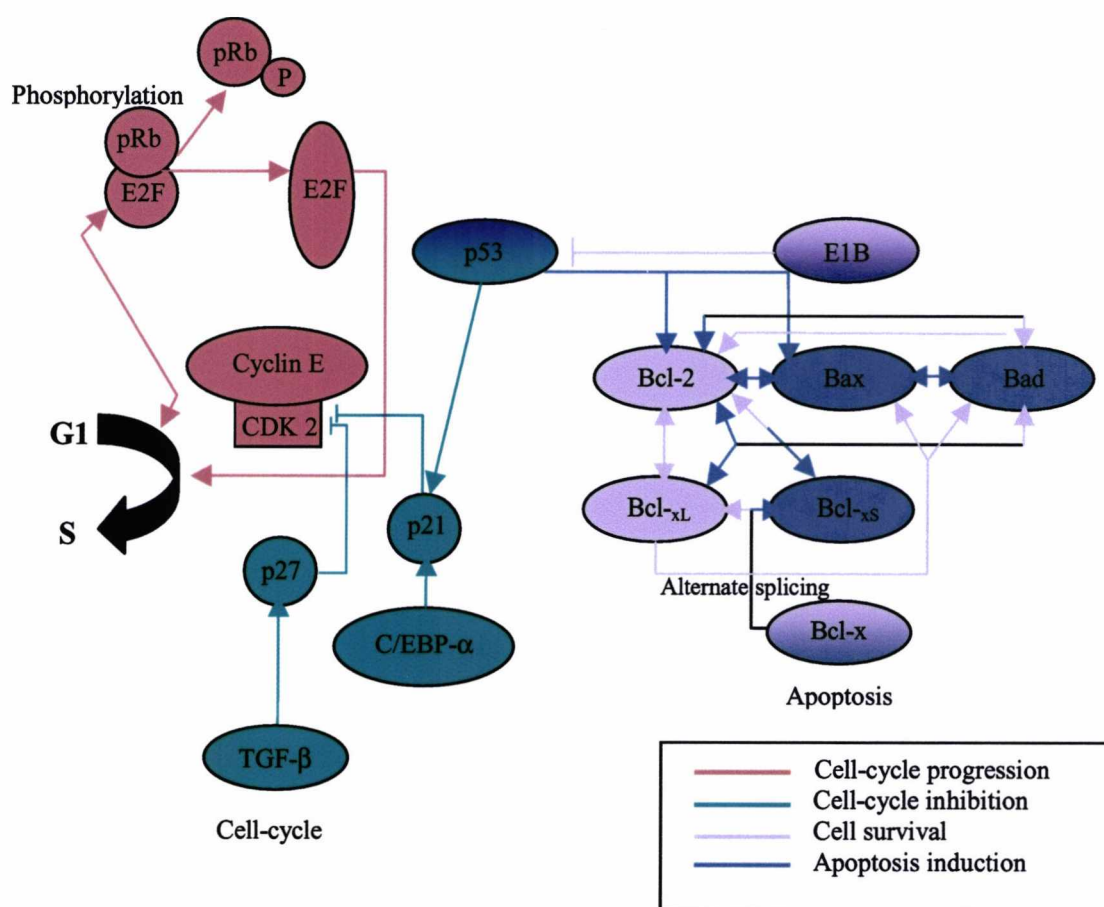 pRb
P
Phosphorylation
pRb
E2F
E2F
p53
E1B
Cyclin E
CDK 2
Bcl-2
Bax
Bad
G1
S
p21
Bcl-xL
Bcl-xS
p27
Alternate splicing
C/EBP-α
Bcl-x
Apoptosis
TGF-β
Cell-cycle
Cell-cycle progression
Cell-cycle inhibition
Cell survival
Apoptosis induction